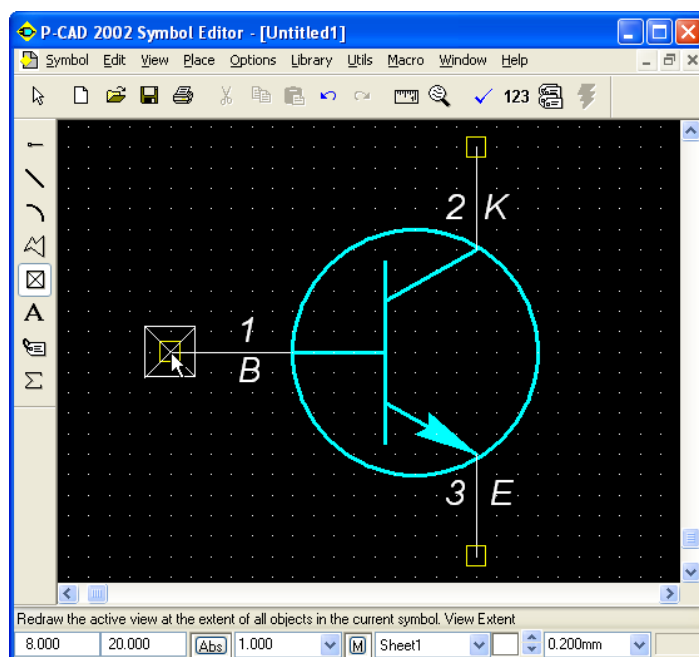 P-CAD 2002 Symbol Editor - [Untitled1]
Symbol Edit View Place Options Library Utils Macro Window Help
123
A
Σ
2 K
1
B
3 E
Redraw the active view at the extent of all objects in the current symbol. View Extent
8.000 20.000 Abs 1.000 M Sheet1 0.200mm